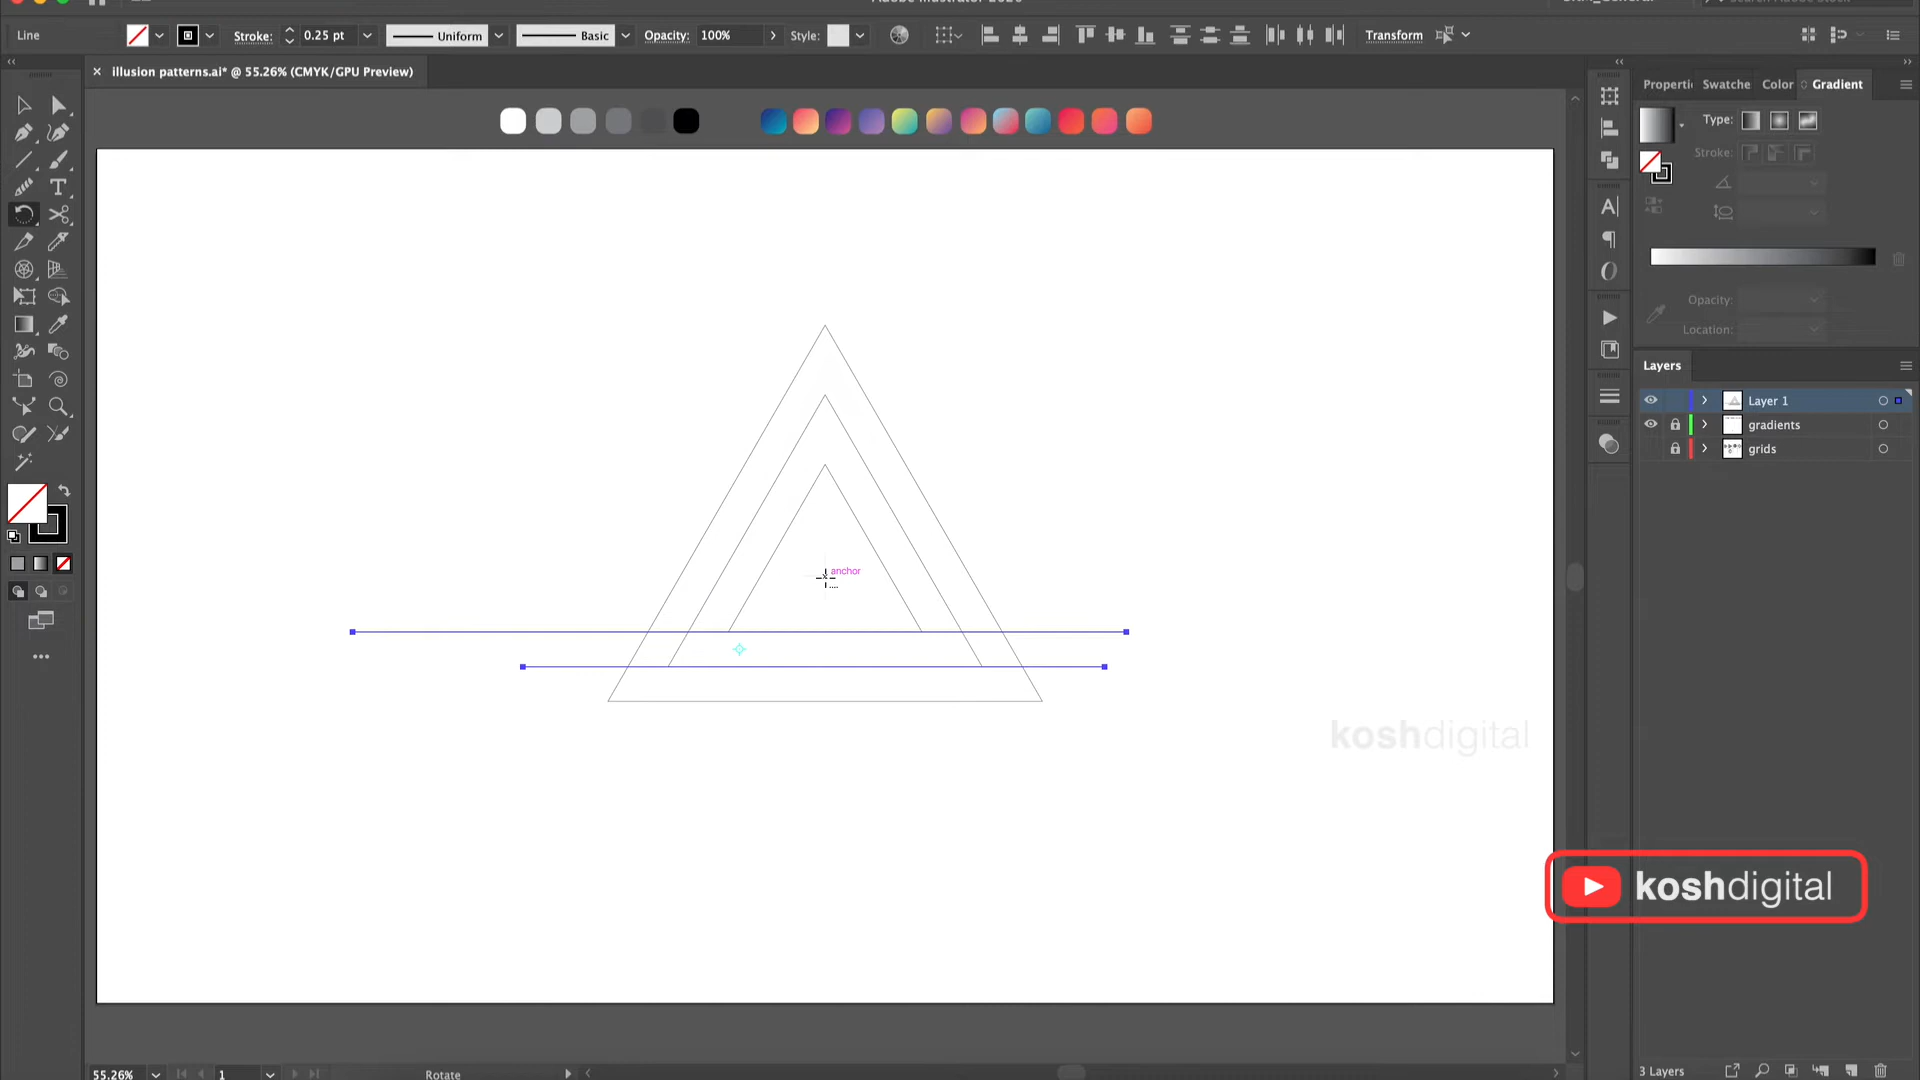 Line
Stroke:
0.25 pt
Uniform
Basic
Opacity:
100%
Style:
Transform
illusion patterns.ai* @ 55.26% (CMYK/GPU Preview)
Properti
Swatche
Color
Gradient
Type:
Stroke:
Opacity:
Location:
Layers
Layer 1
gradients
grids
anchor
koshdigital
koshdigital
55.26%
1
Rotate
3 Layers